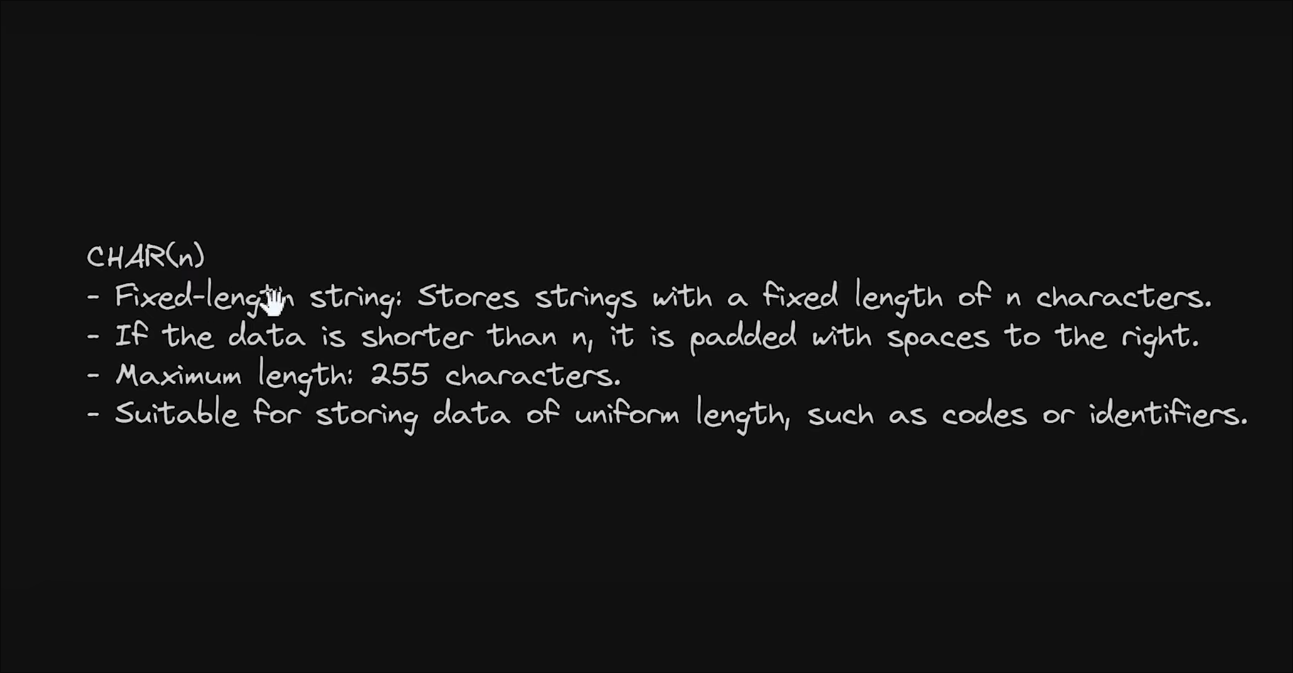 CHAR(n)
- Fixed-length string: Stores strings with a fixed length of n characters.
- If the data is shorter than n, it is padded with spaces to the right.
- Maximum length: 255 characters.
- Suitable for storing data of uniform length, such as codes or identifiers.